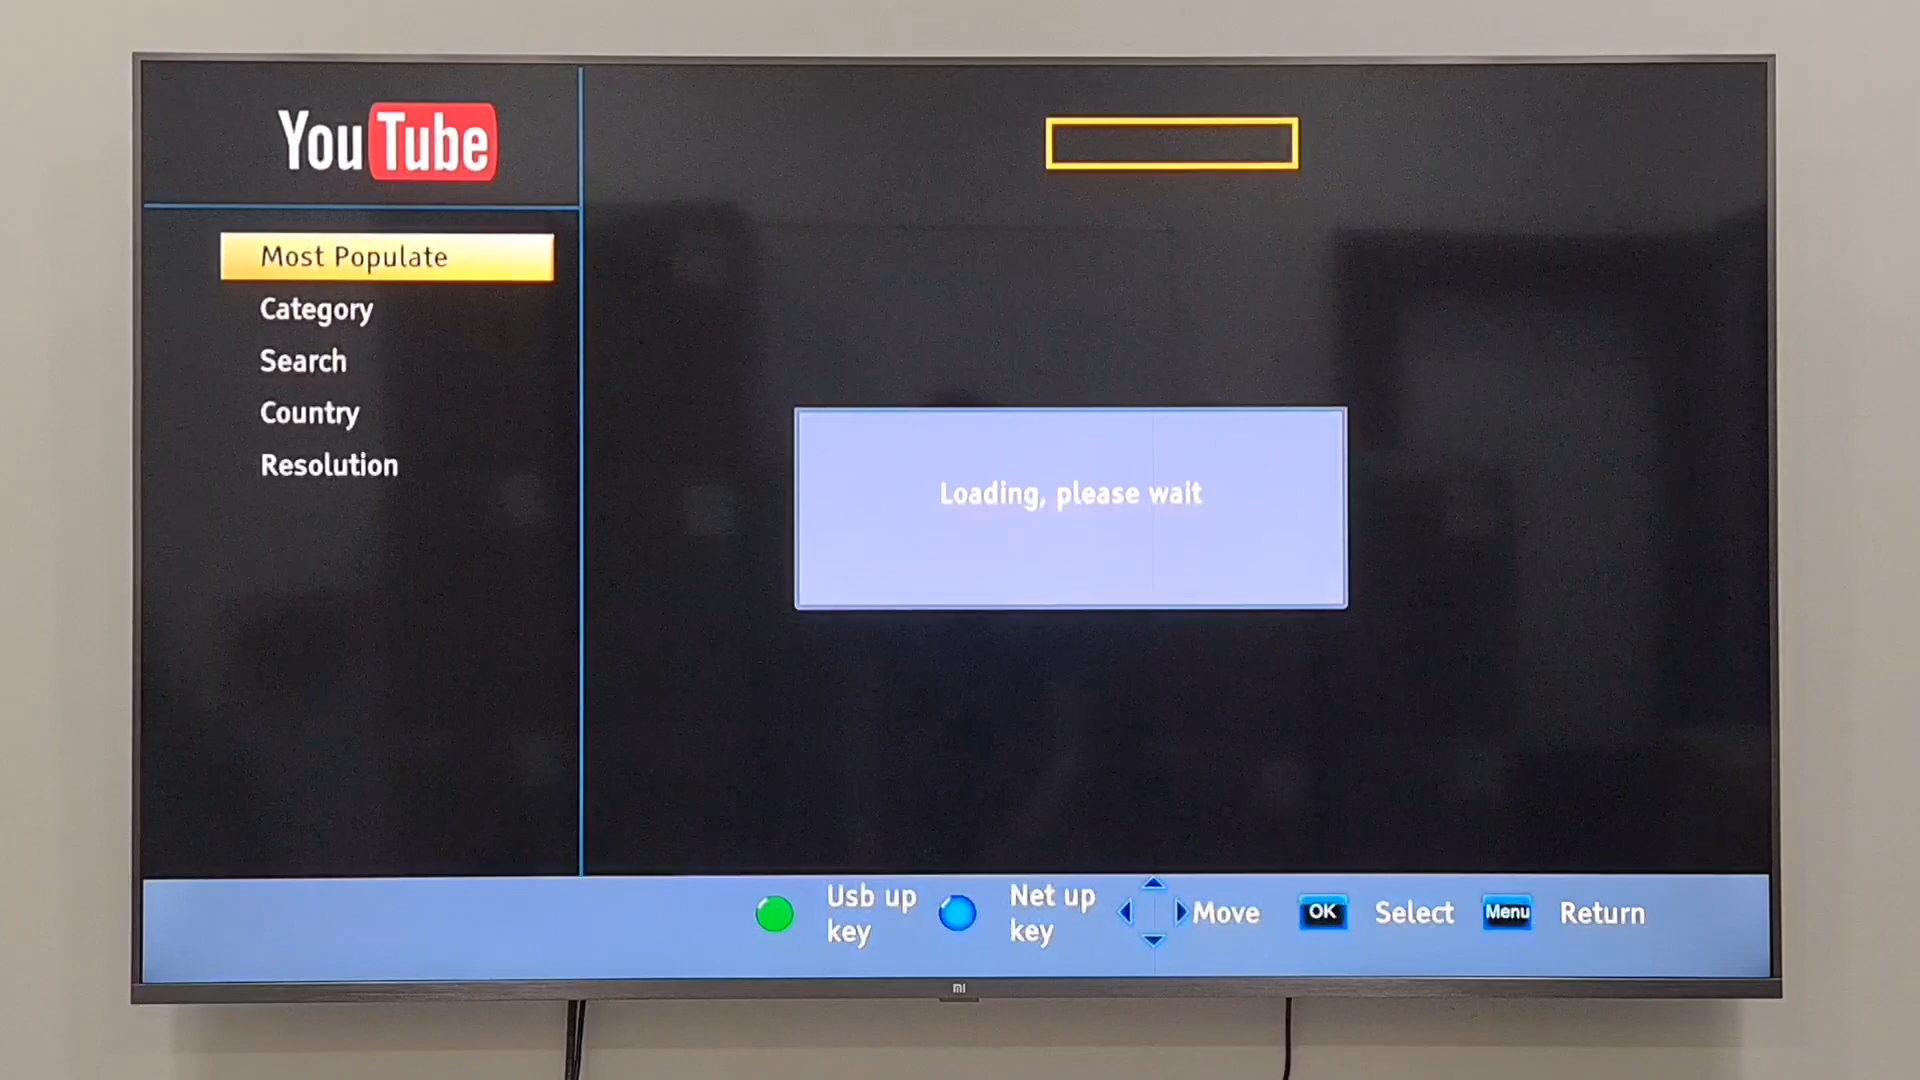 YouTube
Most Populate
Category
Search
Country
Resolution
Loading, please wait
Usb up
key
Net up
key
Move
OK
Select
Menu
Return
mi